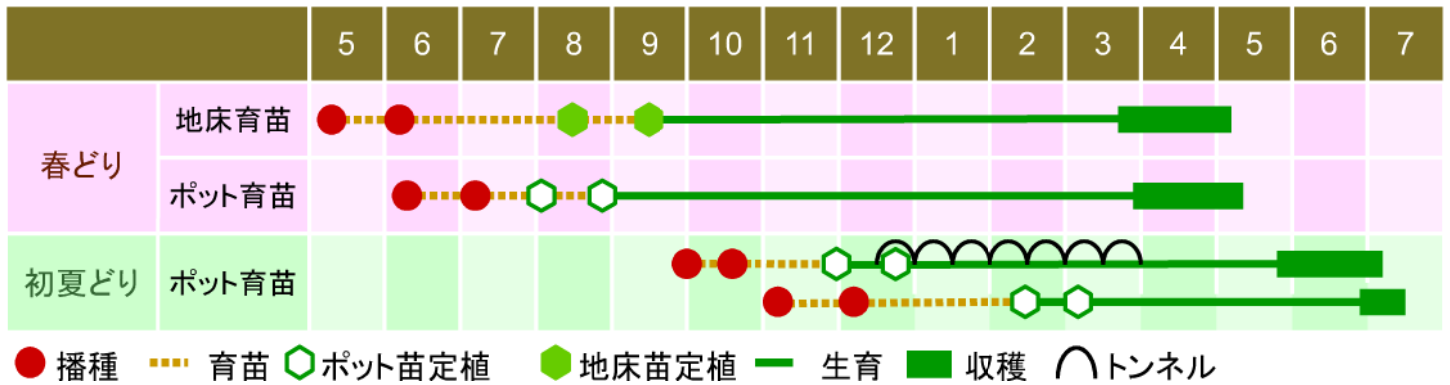 5 6 7 8 9 10 11 12 1 2 3 4 5 6 7
春どり
地床育苗
ポット育苗
初夏どり
ポット育苗
播種 育苗 ポット苗定植 地床苗定植 生育 収穫 トンネル